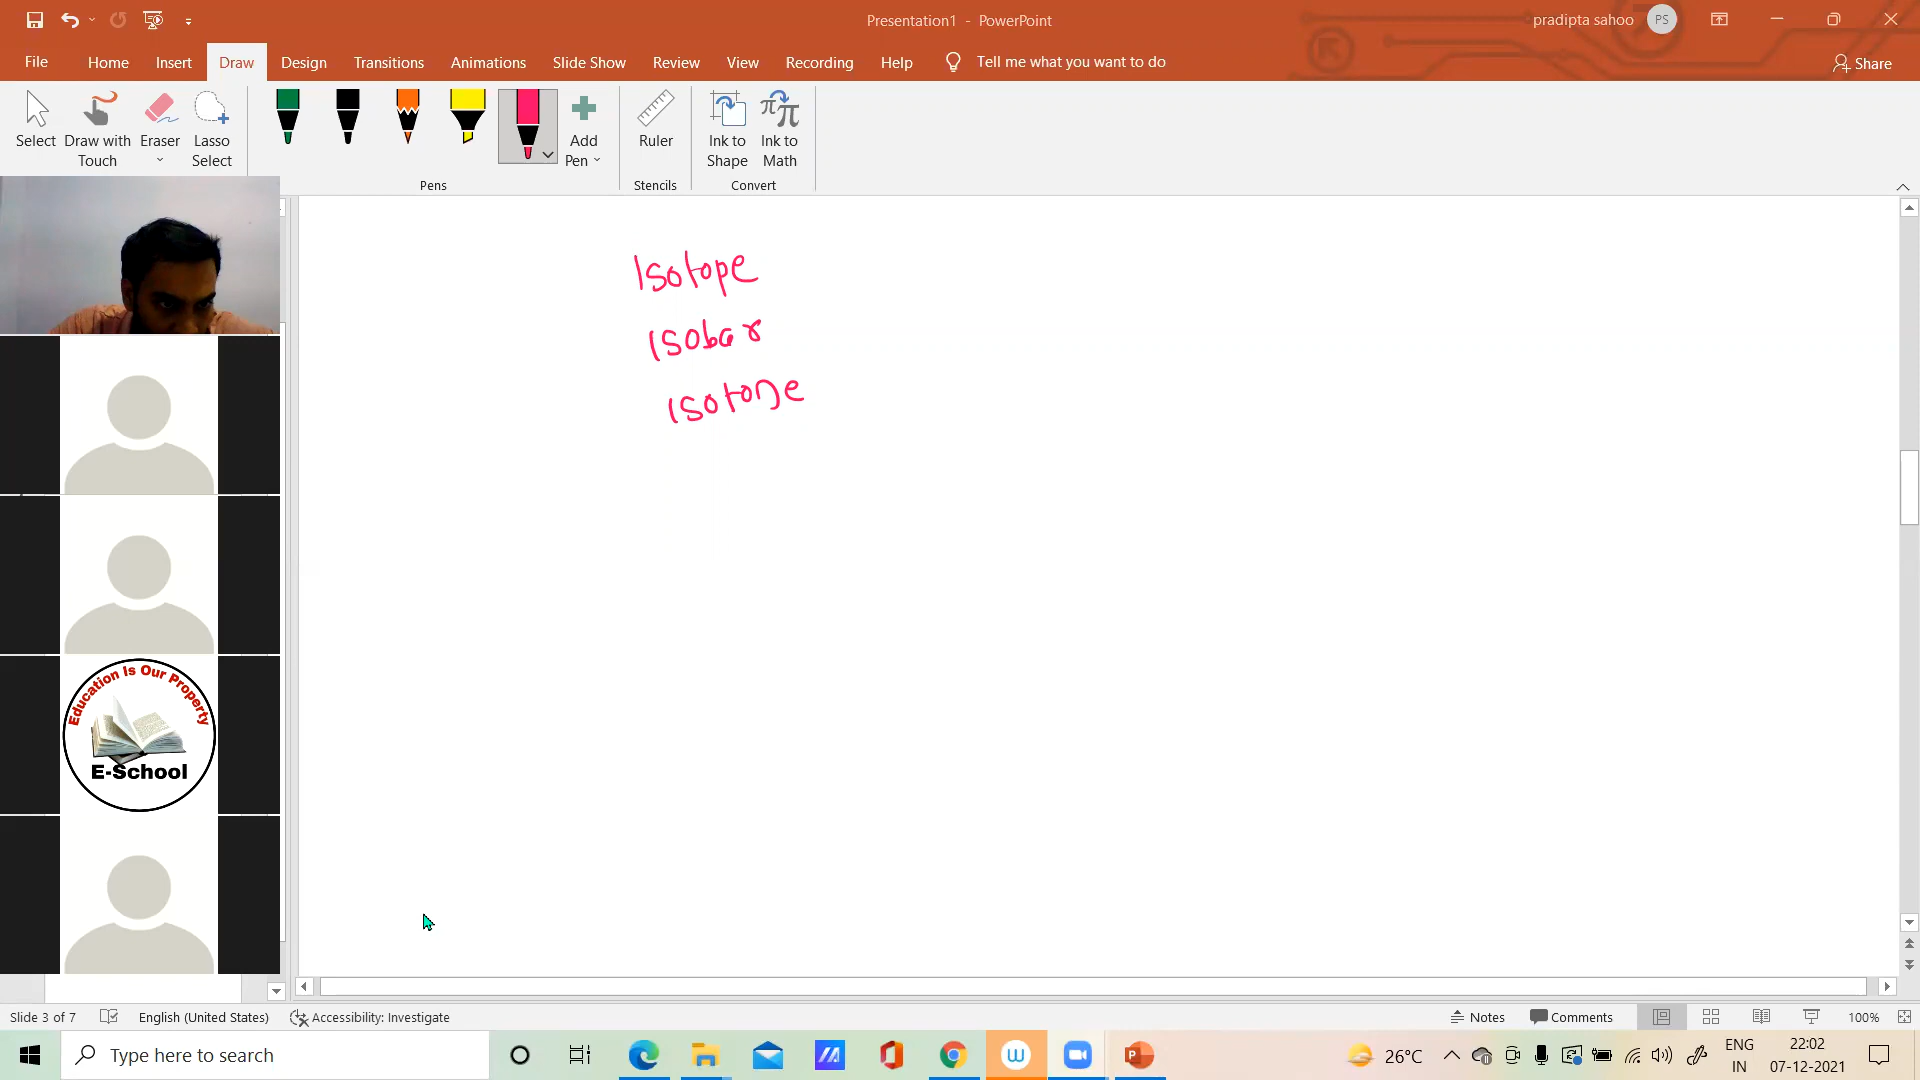 Presentation1 - PowerPoint
pradipta sahoo PS
File Home Insert Draw Design Transitions Animations Slide Show Review View Recording Help Tell me what you want to do Share
Select
Draw with Touch
Eraser
Lasso Select
Add Pen
Ruler
Ink to Shape
Ink to Math
Pens Stencils Convert
Isotope
Isobar
Isotone
Education Is Our Property
E-School
Slide 3 of 7 English (United States) Accessibility: Investigate Notes Comments 100%
Type here to search
26°C
ENG
IN
22:02
07-12-2021